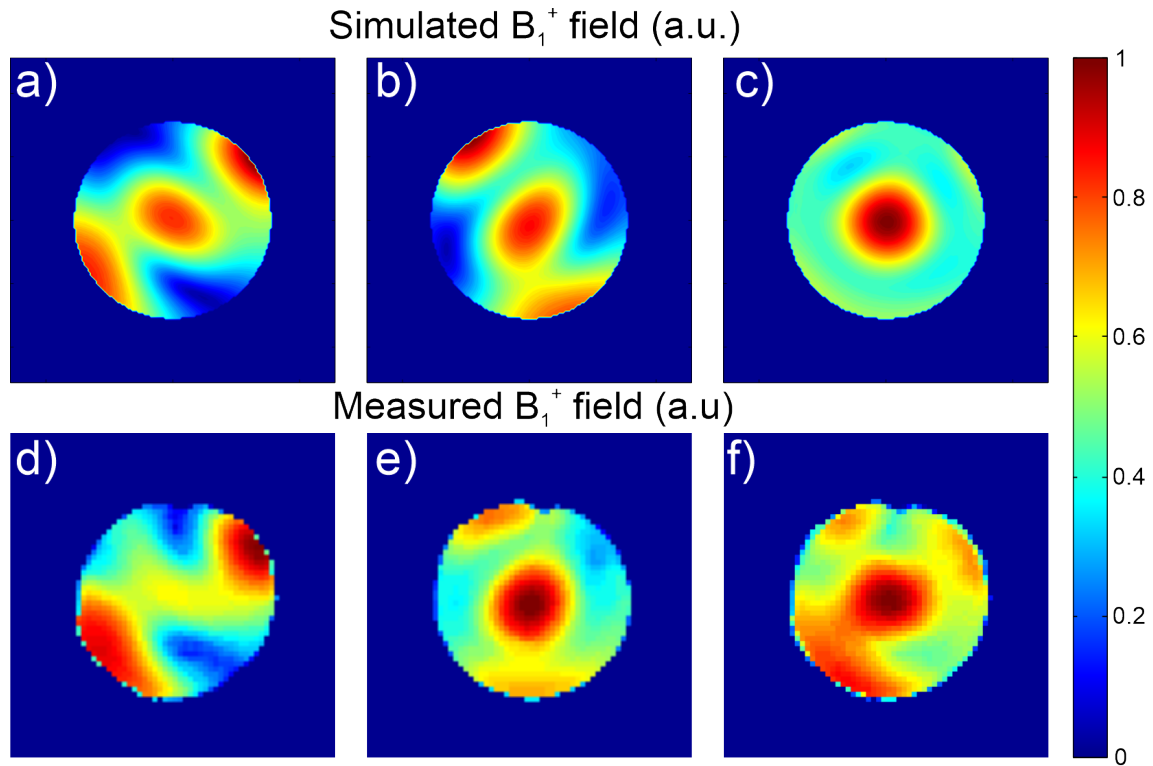 Simulated B₁⁺ field (a.u.)
a) b) c)
Measured B₁⁺ field (a.u)
d) e) f)
1
0.8
0.6
0.4
0.2
0